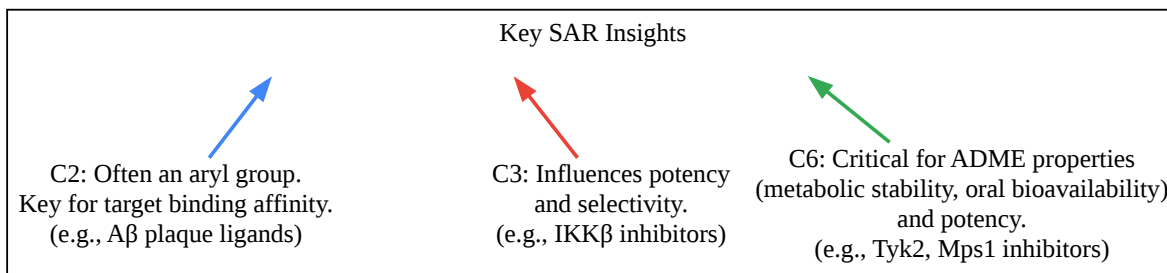 Key SAR Insights
C2: Often an aryl group.
Key for target binding affinity.
(e.g., Aβ plaque ligands)
C3: Influences potency
and selectivity.
(e.g., IKKβ inhibitors)
C6: Critical for ADME properties
(metabolic stability, oral bioavailability)
and potency.
(e.g., Tyk2, Mps1 inhibitors)